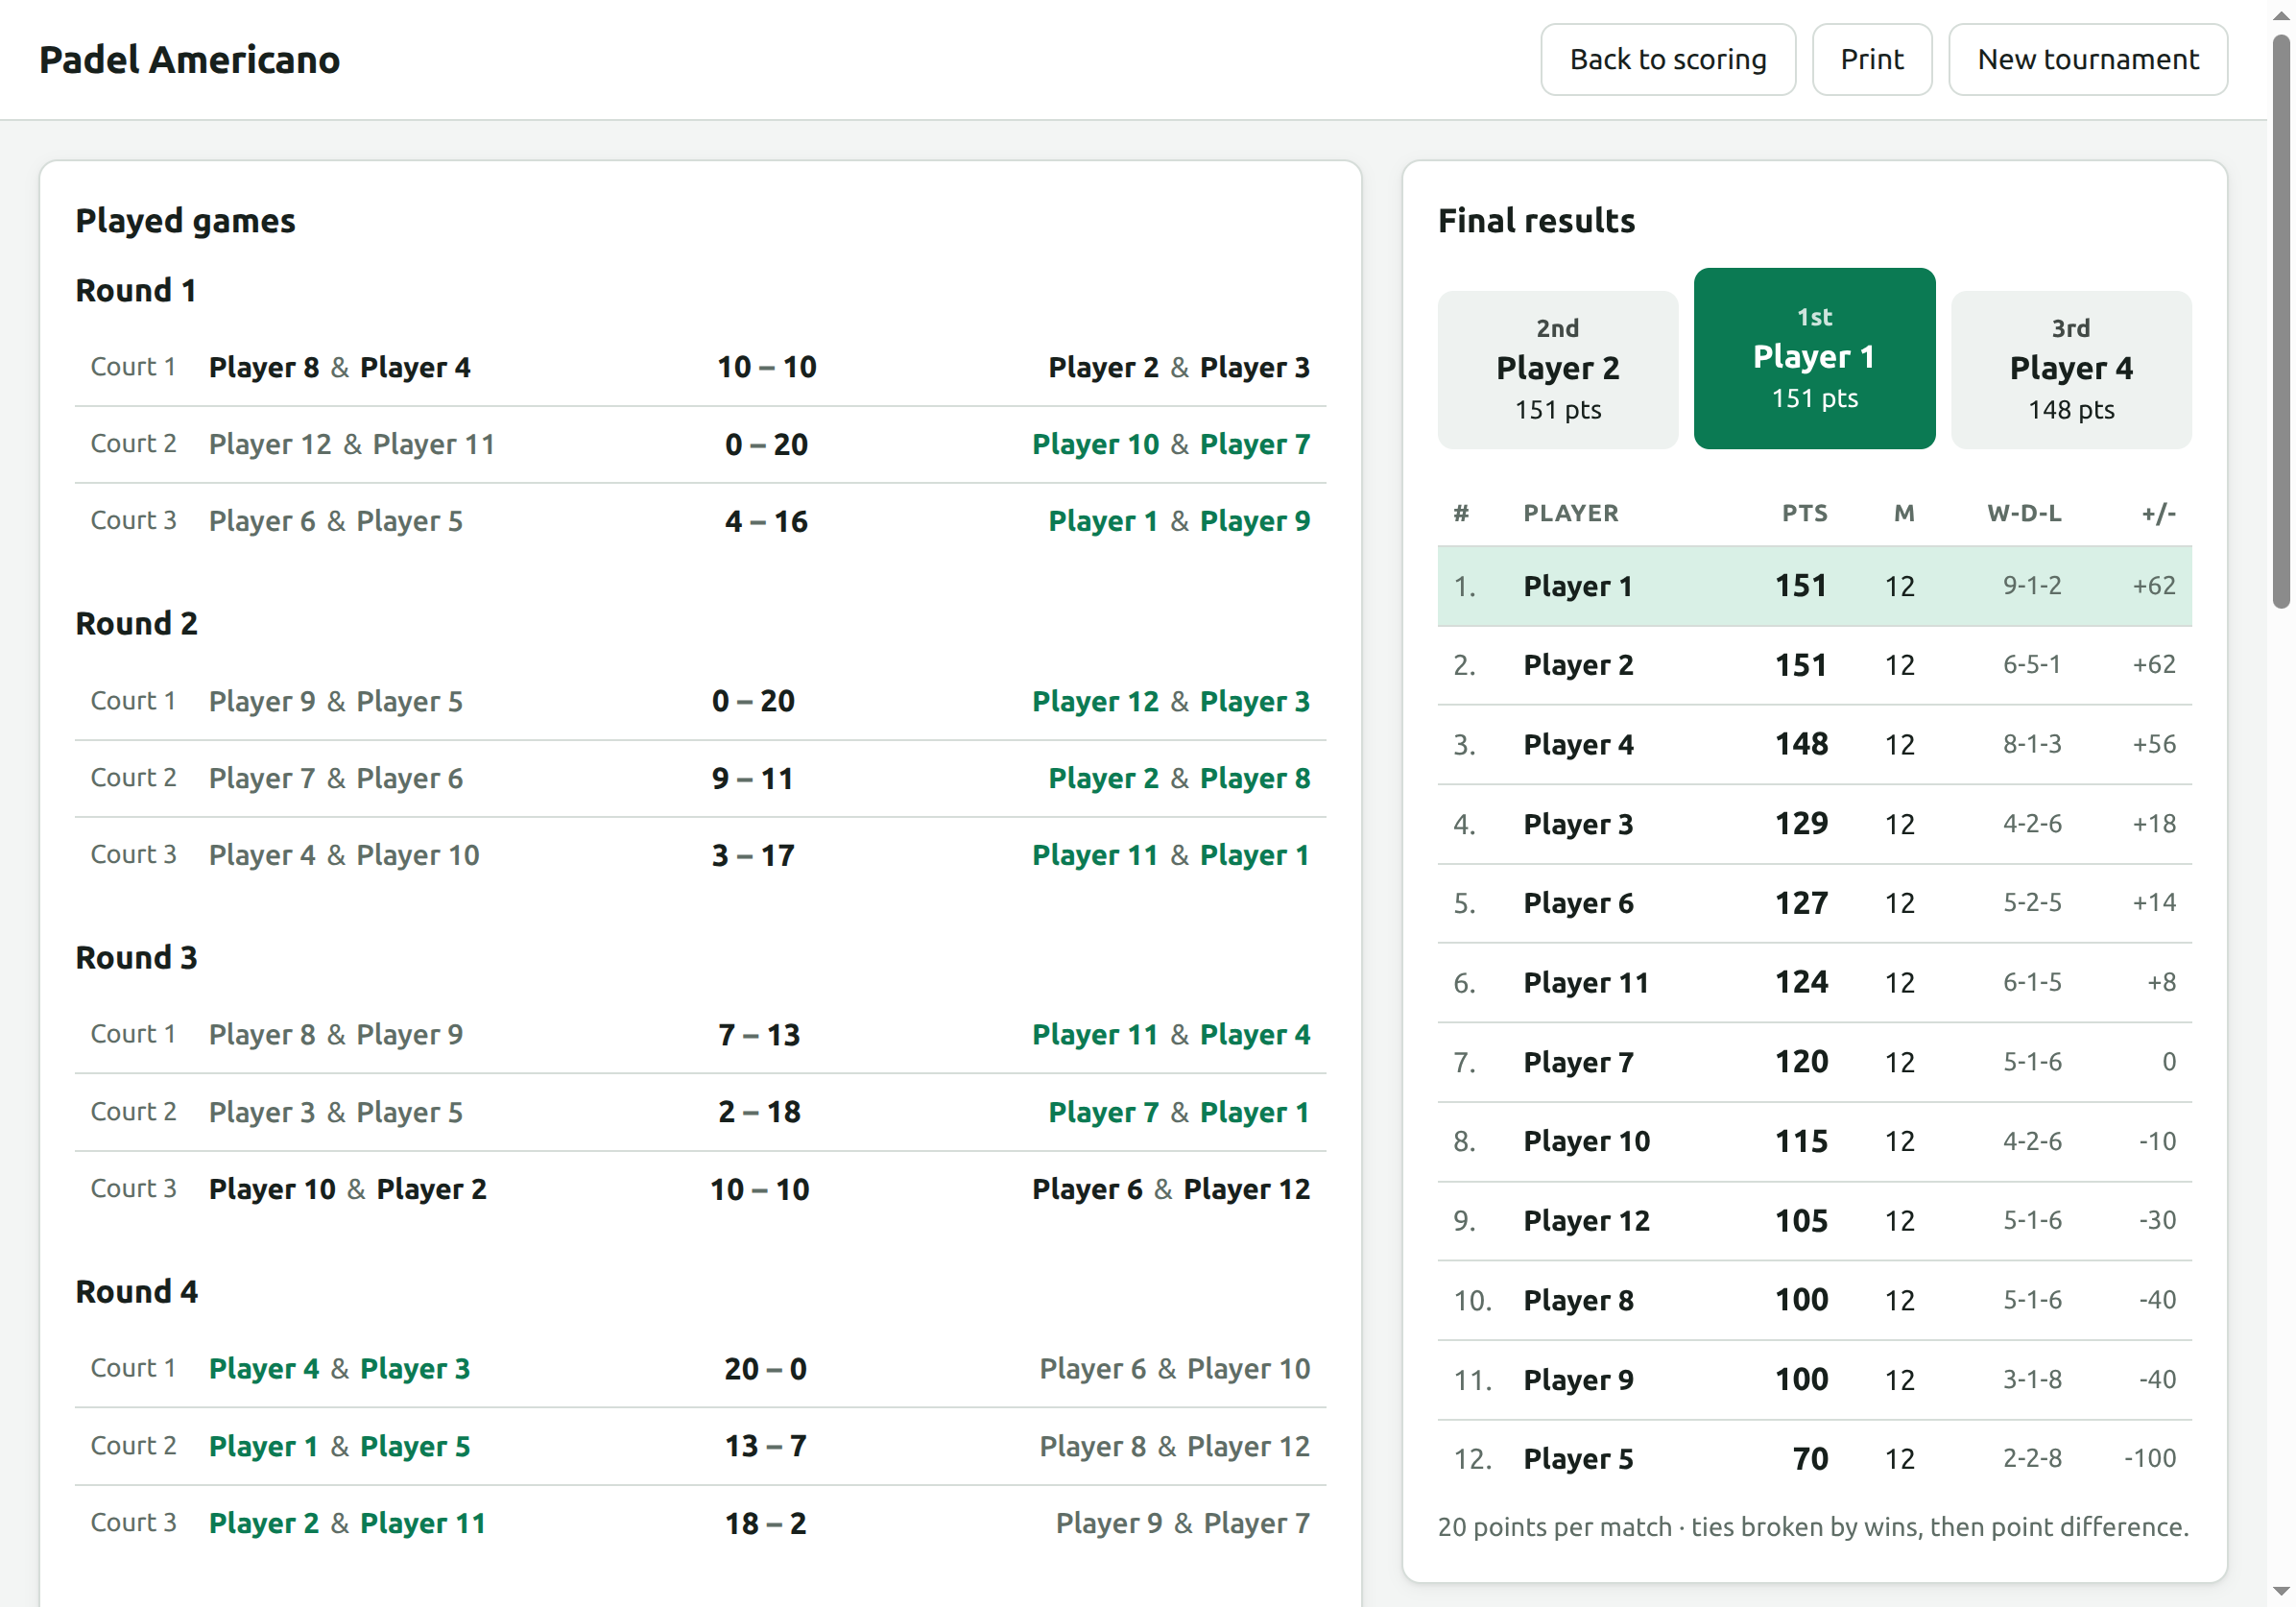 Padel Americano
Back to scoring
Print
New tournament
Played games
Round 1
Court 1 Player 8 & Player 4 10 – 10 Player 2 & Player 3
Court 2 Player 12 & Player 11 0 – 20 Player 10 & Player 7
Court 3 Player 6 & Player 5 4 – 16 Player 1 & Player 9
Round 2
Court 1 Player 9 & Player 5 0 – 20 Player 12 & Player 3
Court 2 Player 7 & Player 6 9 – 11 Player 2 & Player 8
Court 3 Player 4 & Player 10 3 – 17 Player 11 & Player 1
Round 3
Court 1 Player 8 & Player 9 7 – 13 Player 11 & Player 4
Court 2 Player 3 & Player 5 2 – 18 Player 7 & Player 1
Court 3 Player 10 & Player 2 10 – 10 Player 6 & Player 12
Round 4
Court 1 Player 4 & Player 3 20 – 0 Player 6 & Player 10
Court 2 Player 1 & Player 5 13 – 7 Player 8 & Player 12
Court 3 Player 2 & Player 11 18 – 2 Player 9 & Player 7
Final results
2nd
Player 2
151 pts
1st
Player 1
151 pts
3rd
Player 4
148 pts
# PLAYER PTS M W-D-L +/-
1. Player 1 151 12 9-1-2 +62
2. Player 2 151 12 6-5-1 +62
3. Player 4 148 12 8-1-3 +56
4. Player 3 129 12 4-2-6 +18
5. Player 6 127 12 5-2-5 +14
6. Player 11 124 12 6-1-5 +8
7. Player 7 120 12 5-1-6 0
8. Player 10 115 12 4-2-6 -10
9. Player 12 105 12 5-1-6 -30
10. Player 8 100 12 5-1-6 -40
11. Player 9 100 12 3-1-8 -40
12. Player 5 70 12 2-2-8 -100
20 points per match · ties broken by wins, then point difference.